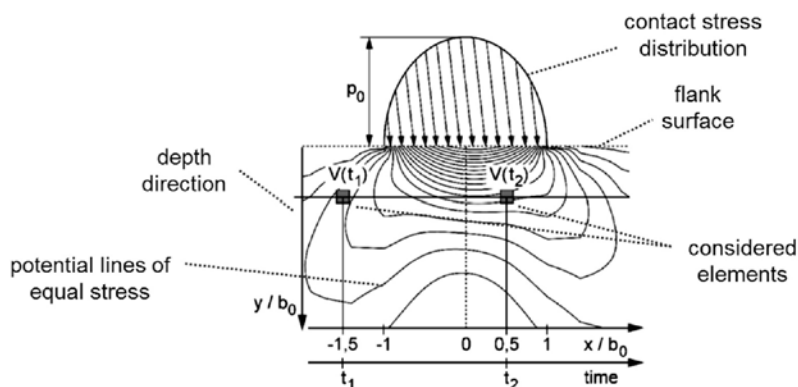 contact stress
distribution
p0
flank
surface
depth
direction
V(t1)
V(t2)
considered
elements
potential lines of
equal stress
y / b0
-1,5
-1
0
0,5
1
x / b0
t1
t2
time